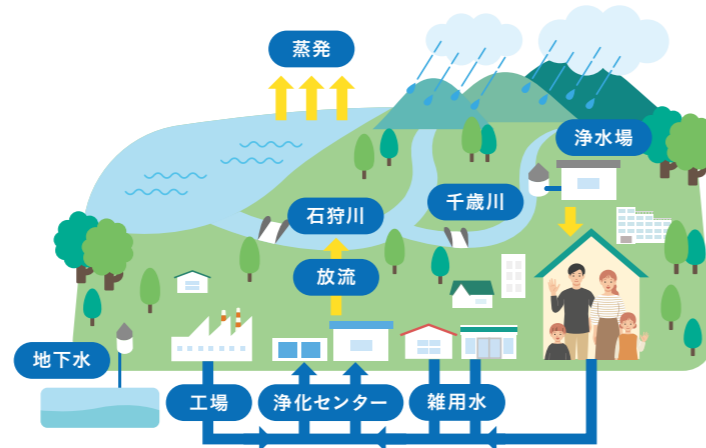 蒸発
浄水場
石狩川
千歳川
放流
地下水
工場
浄化センター
雑用水